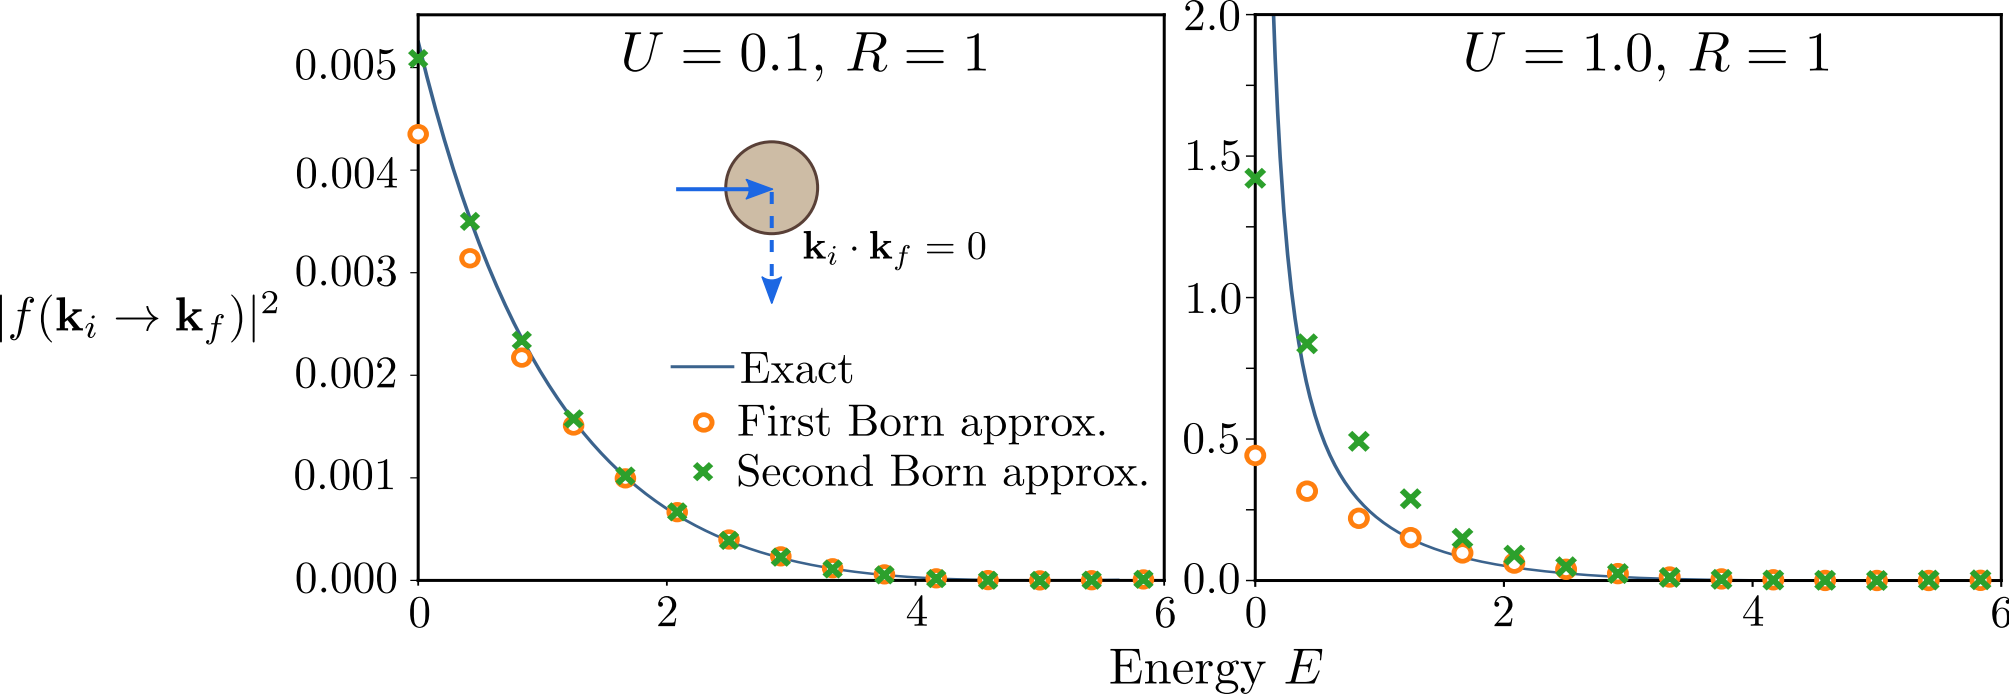 U = 0.1, R = 1
0.005
0.004
0.003
0.002
0.001
0.000
|f(𝐤ᵢ → 𝐤_f)|²
𝐤ᵢ · 𝐤_f = 0
Exact
First Born approx.
Second Born approx.
0 2 4 6
U = 1.0, R = 1
2.0
1.5
1.0
0.5
0.0
0 2 4 6
Energy E